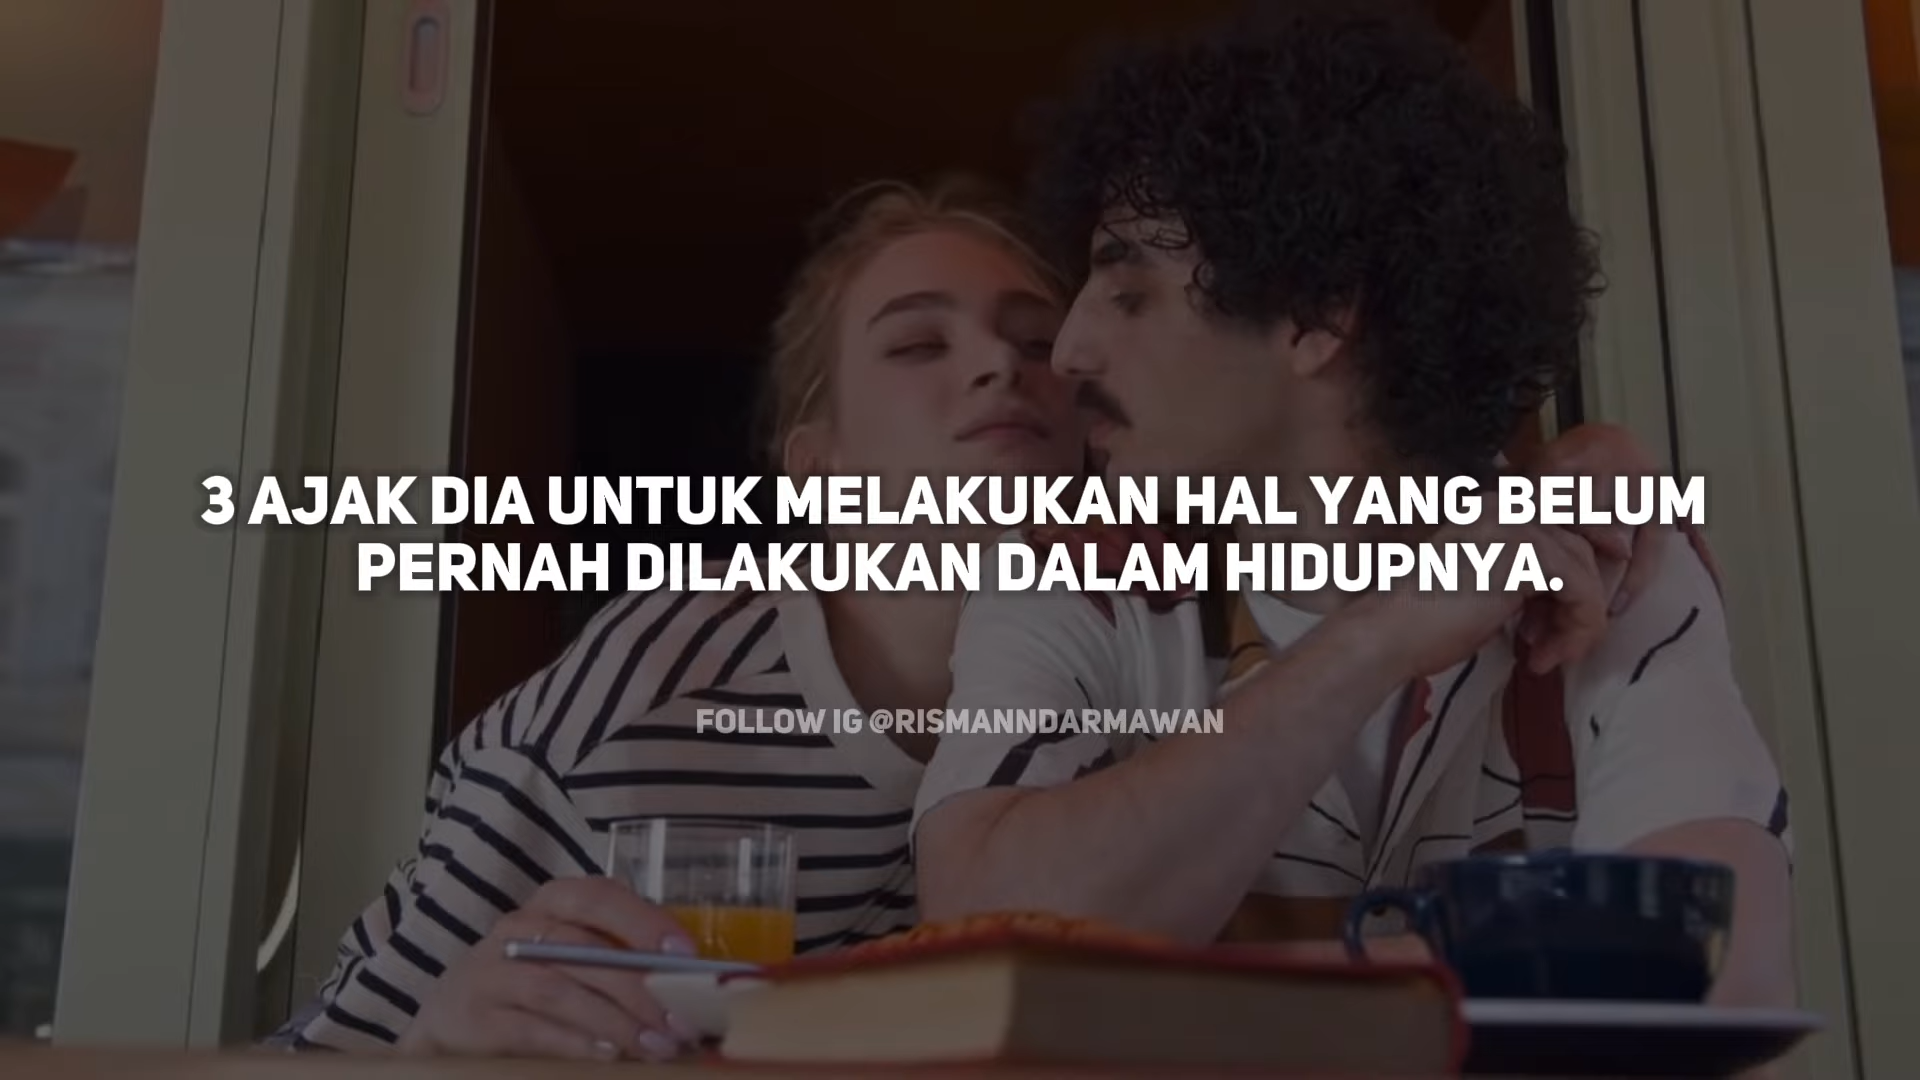 3 AJAK DIA UNTUK MELAKUKAN HAL YANG BELUM
PERNAH DILAKUKAN DALAM HIDUPNYA.
FOLLOW IG @RISMANNDARMAWAN